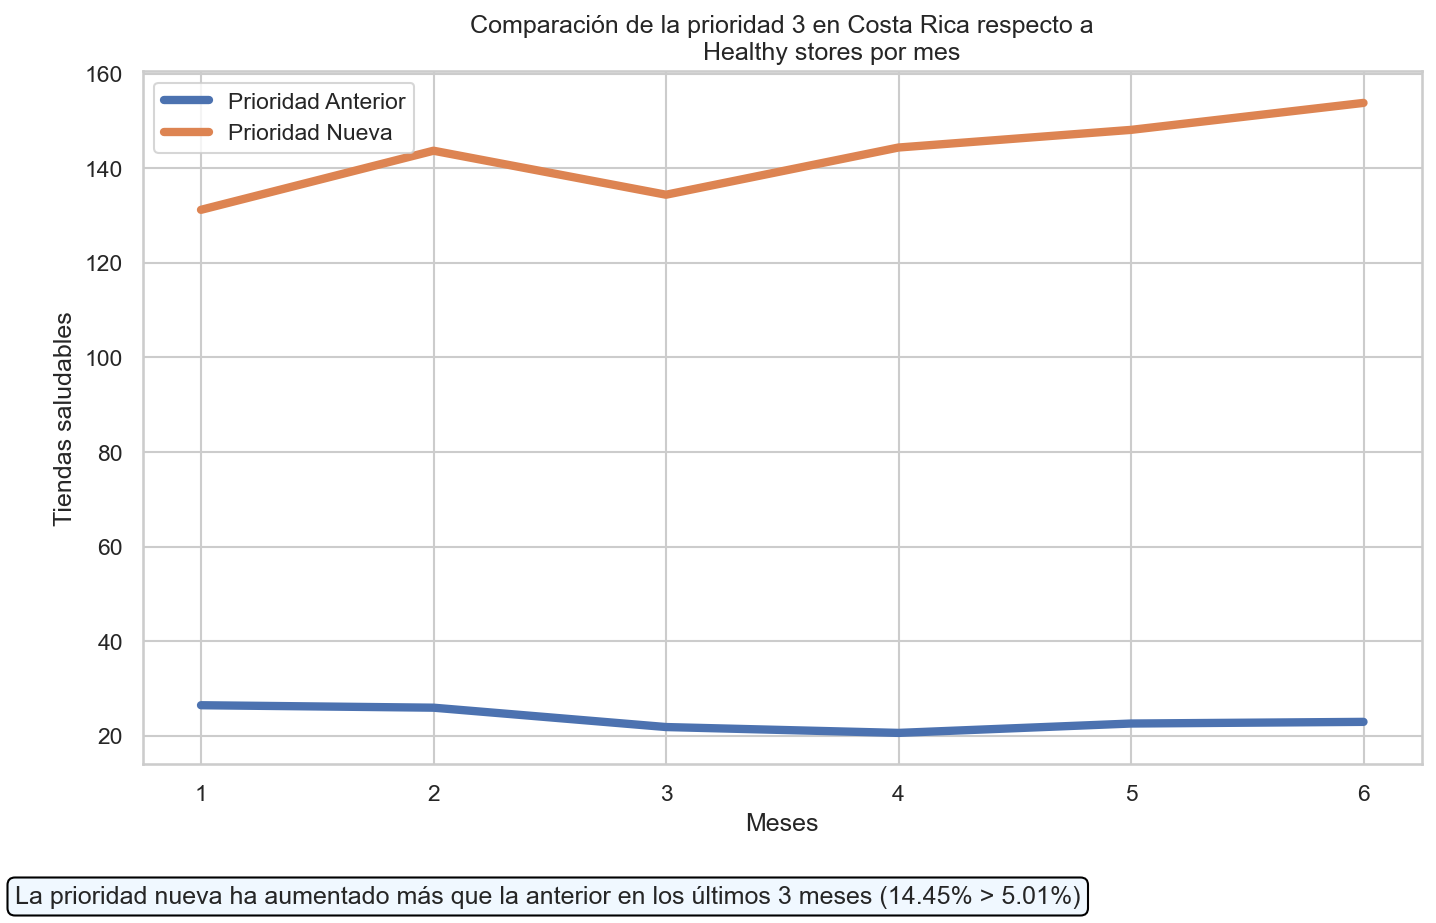 Comparación de la prioridad 3 en Costa Rica respecto a
Healthy stores por mes
Prioridad Anterior
Prioridad Nueva
Tiendas saludables
160
140
120
100
80
60
40
20
1 2 3 4 5 6
Meses
La prioridad nueva ha aumentado más que la anterior en los últimos 3 meses (14.45% > 5.01%)